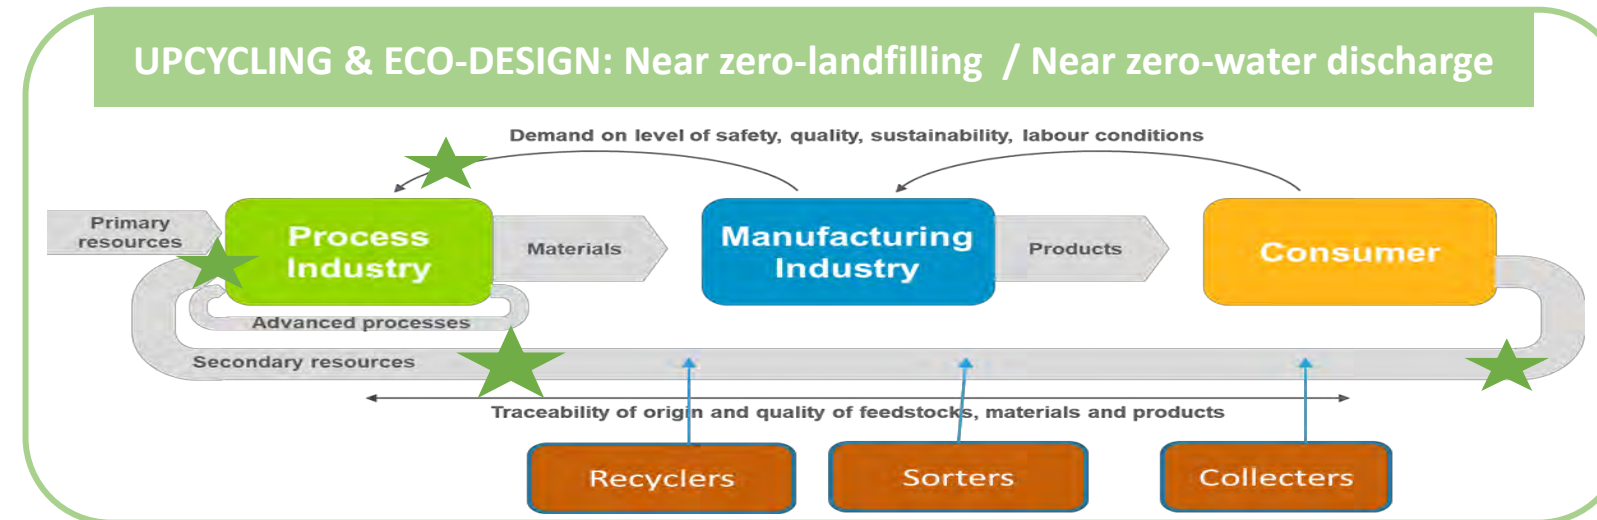 UPCYCLING & ECO-DESIGN: Near zero-landfilling / Near zero-water discharge
Demand on level of safety, quality, sustainability, labour conditions
Primary
resources
Process
Industry
Materials
Manufacturing
Industry
Products
Consumer
Advanced processes
Secondary resources
Traceability of origin and quality of feedstocks, materials and products
Recyclers
Sorters
Collecters